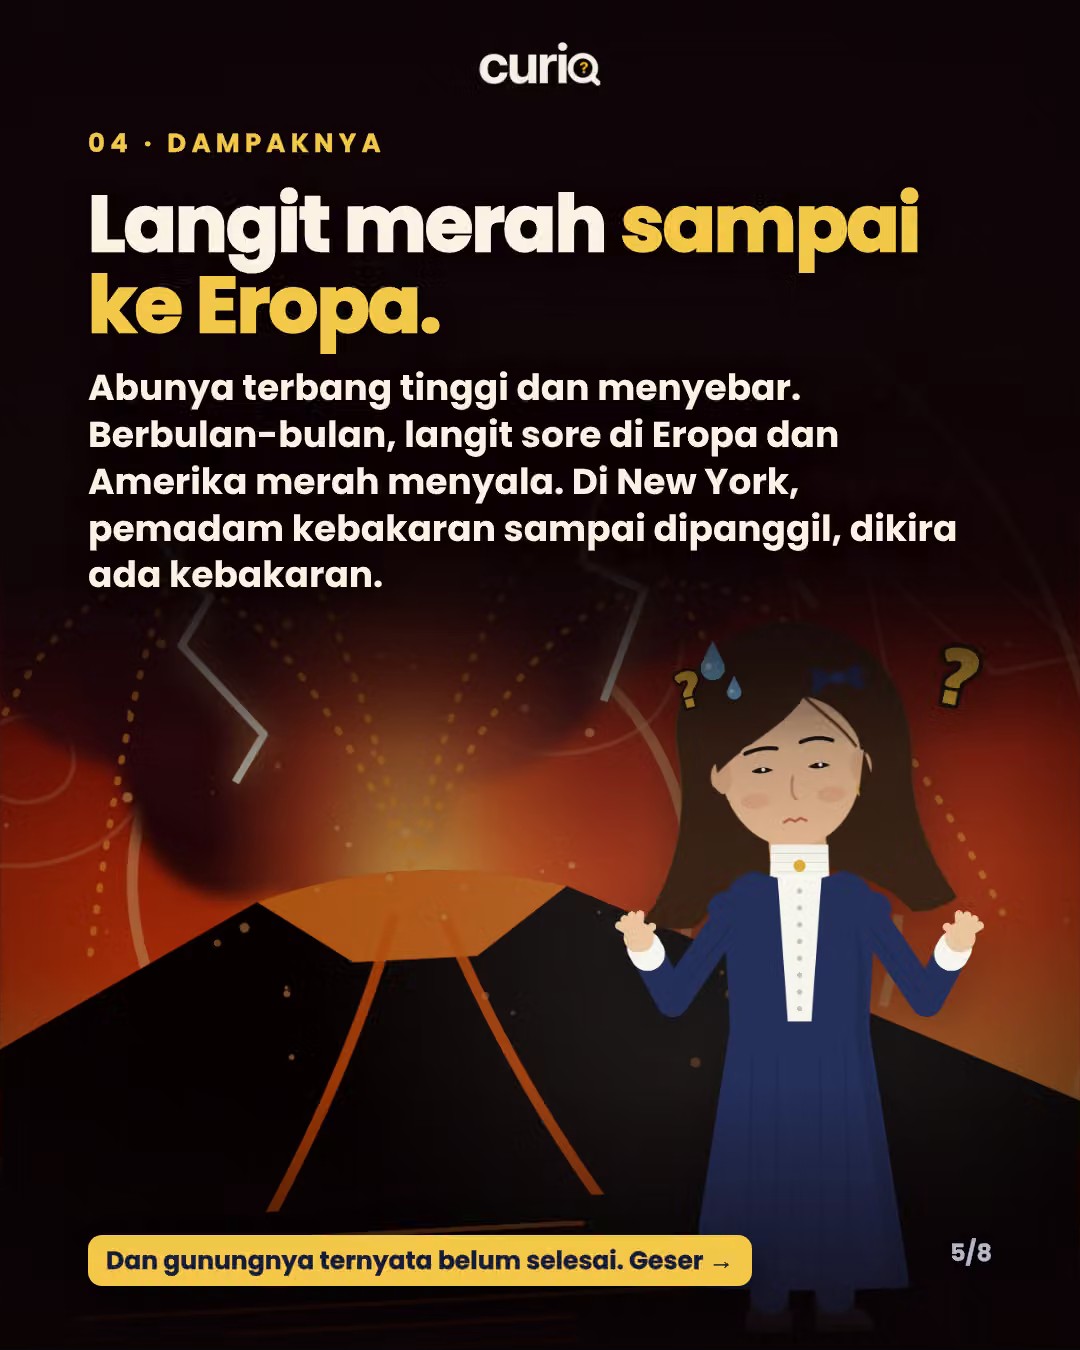 curio
04 · DAMPAKNYA
Langit merah sampai
ke Eropa.
Abunya terbang tinggi dan menyebar.
Berbulan-bulan, langit sore di Eropa dan
Amerika merah menyala. Di New York,
pemadam kebakaran sampai dipanggil, dikira
ada kebakaran.
? ?
Dan gunungnya ternyata belum selesai. Geser →
5/8